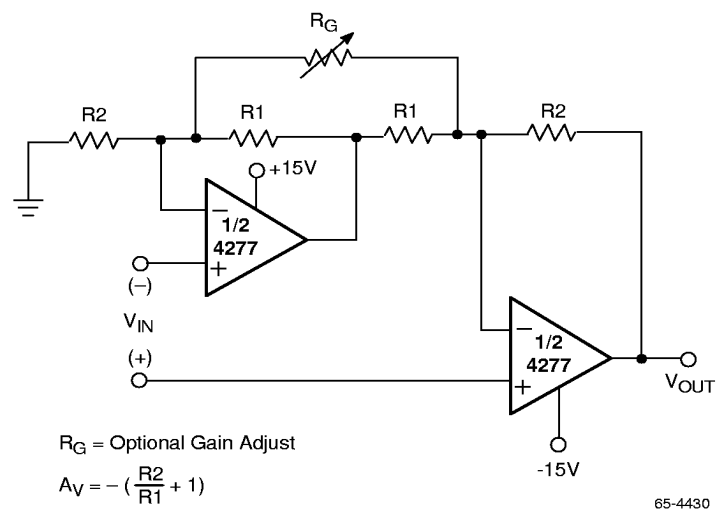 RG
R2
R1
R1
R2
+15V
−
1/2
4277
+
(−)
VIN
(+)
−
1/2
4277
+
VOUT
-15V
RG = Optional Gain Adjust
AV = − ( R2/R1 + 1)
65-4430